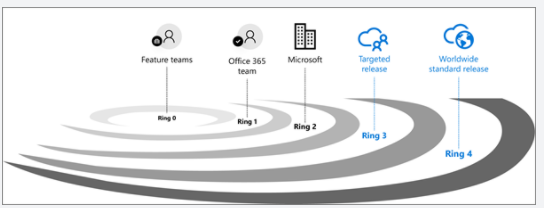 Feature teams
Office 365
team
Microsoft
Targeted
release
Worldwide
standard release
Ring 0
Ring 1
Ring 2
Ring 3
Ring 4